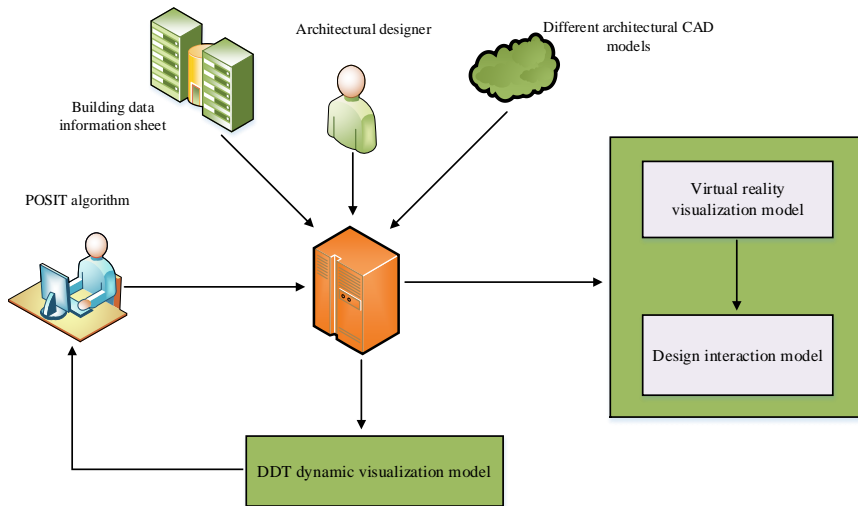 Architectural designer
Different architectural CAD
models
Building data
information sheet
POSIT algorithm
Virtual reality
visualization model
Design interaction model
DDT dynamic visualization model